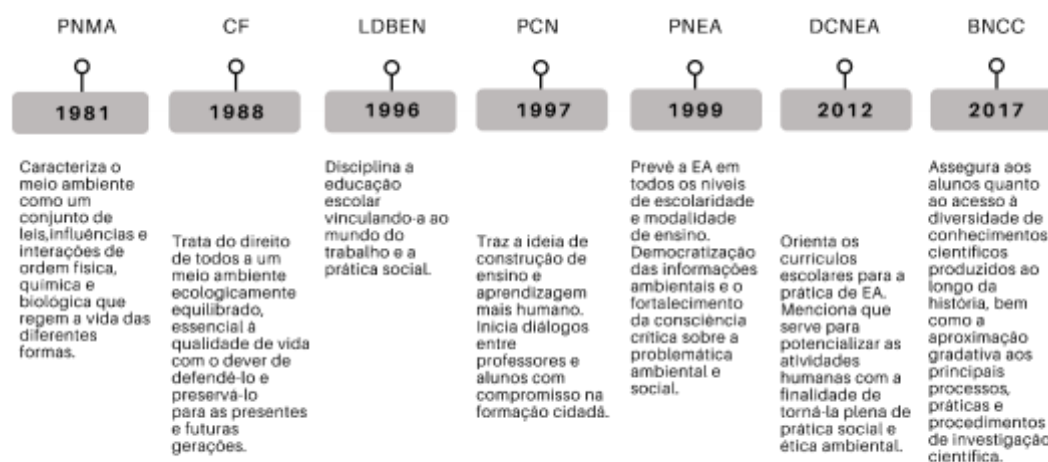 PNMA
1981
Caracteriza o
meio ambiente
como um
conjunto de
leis,influências e
interações de
ordem física,
química e
biológica que
regem a vida das
diferentes
formas.
CF
1988
Trata do direito
de todos a um
meio ambiente
ecologicamente
equilibrado,
essencial à
qualidade de vida
com o dever de
defendê-lo e
preservá-lo
para as presentes
e futuras
gerações.
LDBEN
1996
Disciplina a
educação
escolar
vinculando-a ao
mundo do
trabalho e a
prática social.
PCN
1997
Traz a ideia de
construção de
ensino e
aprendizagem
mais humano.
Inicia diálogos
entre
professores e
alunos com
compromisso na
formação cidadã.
PNEA
1999
Prevê a EA em
todos os níveis
de escolaridade
e modalidade
de ensino.
Democratização
das informações
ambientais e o
fortalecimento
da consciência
crítica sobre a
problemática
ambiental e
social.
DCNEA
2012
Orienta os
currículos
escolares para a
prática de EA.
Menciona que
serve para
potencializar as
atividades
humanas com a
finalidade de
torná-la plena de
prática social e
ética ambiental.
BNCC
2017
Assegura aos
alunos quanto
ao acesso à
diversidade de
conhecimentos
científicos
produzidos ao
longo da
história, bem
como a
aproximação
gradativa aos
principais
processos,
práticas e
procedimentos
de investigação
científica.